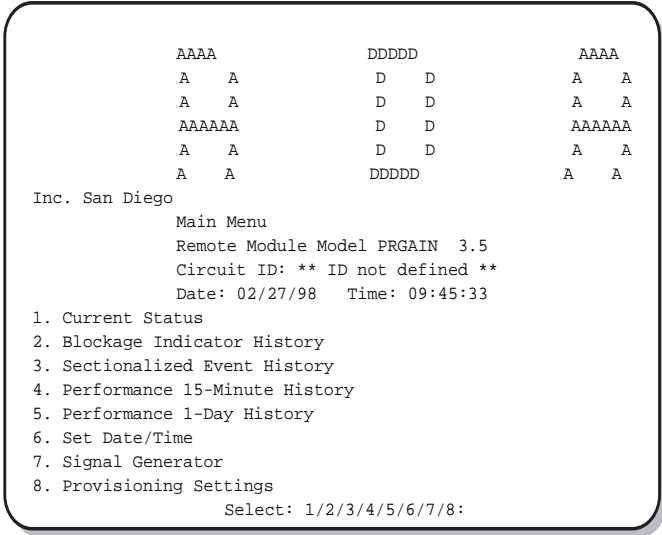 AAAA DDDDD AAAA
A A D D A A
A A D D A A
AAAAAA D D AAAAAA
A A D D A A
A A DDDDD A A
Inc. San Diego
Main Menu
Remote Module Model PRGAIN 3.5
Circuit ID: ** ID not defined **
Date: 02/27/98 Time: 09:45:33
1. Current Status
2. Blockage Indicator History
3. Sectionalized Event History
4. Performance 15-Minute History
5. Performance 1-Day History
6. Set Date/Time
7. Signal Generator
8. Provisioning Settings
Select: 1/2/3/4/5/6/7/8: